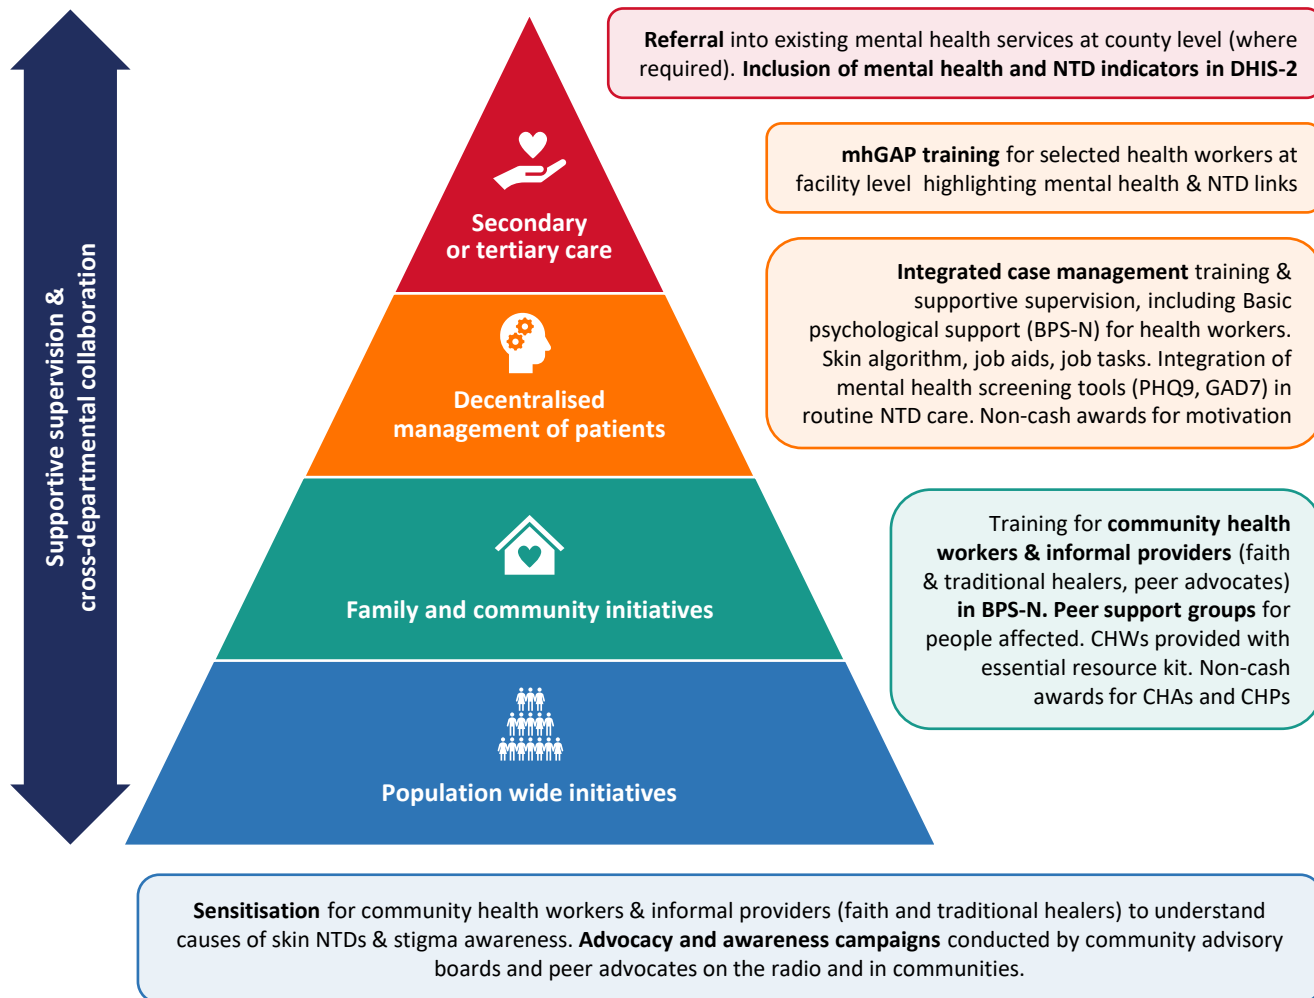 Supportive supervision &
cross-departmental collaboration
Secondary
or tertiary care
Decentralised
management of patients
Family and community initiatives
Population wide initiatives
Referral into existing mental health services at county level (where
required). Inclusion of mental health and NTD indicators in DHIS-2
mhGAP training for selected health workers at
facility level highlighting mental health & NTD links
Integrated case management training &
supportive supervision, including Basic
psychological support (BPS-N) for health workers.
Skin algorithm, job aids, job tasks. Integration of
mental health screening tools (PHQ9, GAD7) in
routine NTD care. Non-cash awards for motivation
Training for community health
workers & informal providers (faith
& traditional healers, peer advocates)
in BPS-N. Peer support groups for
people affected. CHWs provided with
essential resource kit. Non-cash
awards for CHAs and CHPs
Sensitisation for community health workers & informal providers (faith and traditional healers) to understand
causes of skin NTDs & stigma awareness. Advocacy and awareness campaigns conducted by community advisory
boards and peer advocates on the radio and in communities.